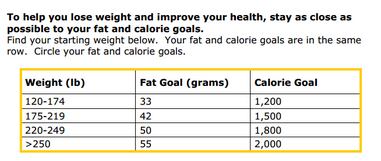 To help you lose weight and improve your health, stay as close as
possible to your fat and calorie goals.
Find your starting weight below. Your fat and calorie goals are in the same
row. Circle your fat and calorie goals.
Weight (lb) Fat Goal (grams) Calorie Goal
120-174 33 1,200
175-219 42 1,500
220-249 50 1,800
>250 55 2,000